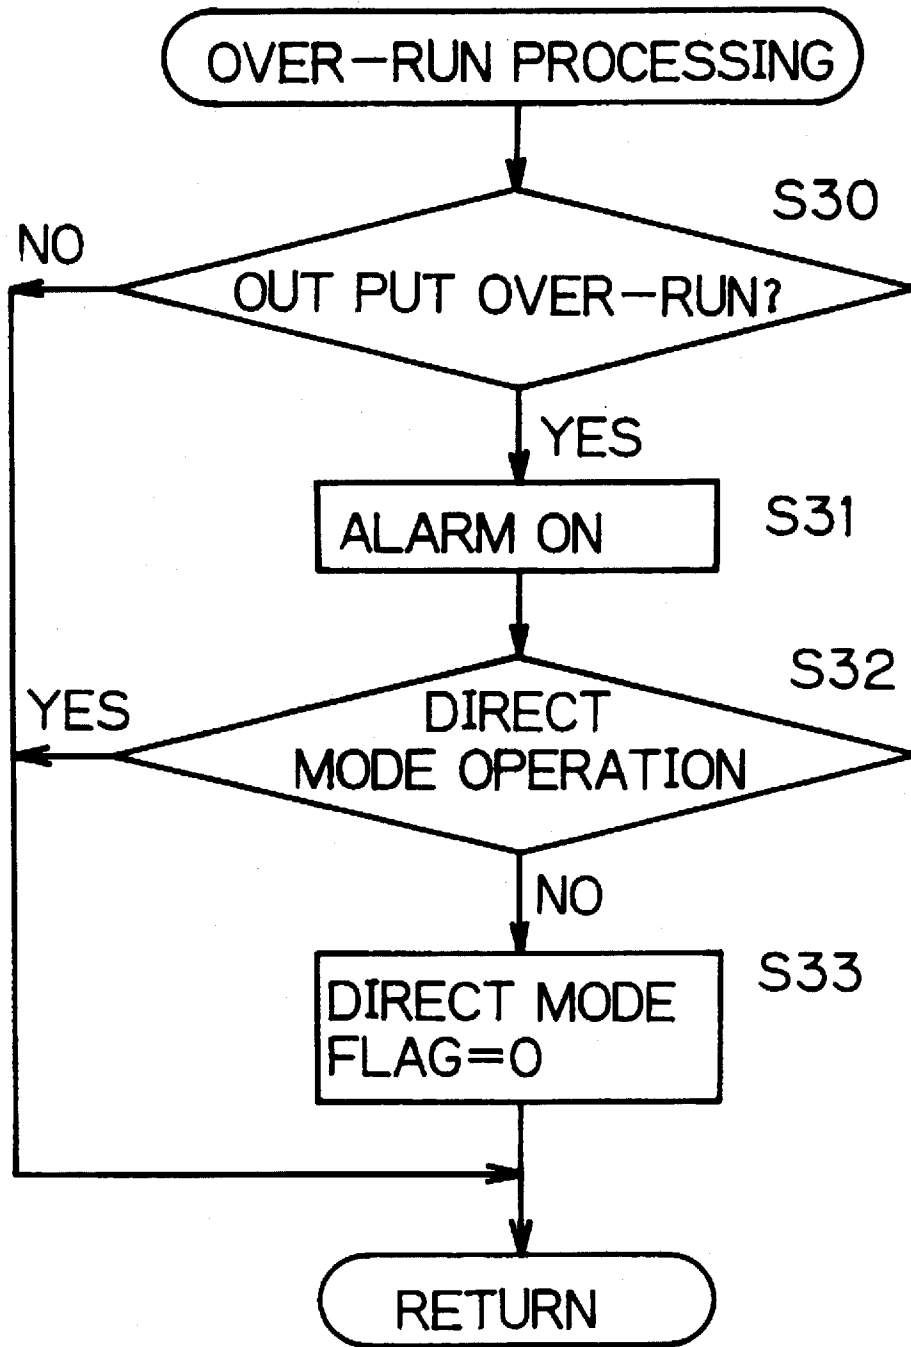 OVER-RUN PROCESSING
S30
NO
OUT PUT OVER-RUN?
YES
ALARM ON
S31
S32
YES
DIRECT
MODE OPERATION
NO
S33
DIRECT MODE
FLAG=0
RETURN